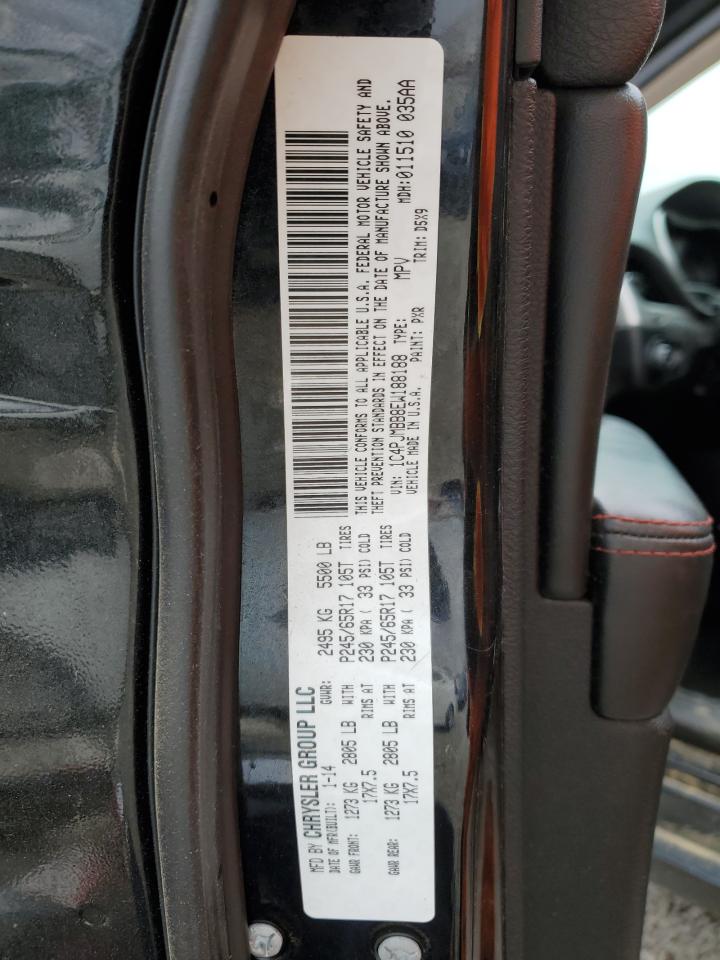 MFD BY CHRYSLER GROUP LLC
DATE OF MFR(BUILT): 1-14 GVWR: 2495 KG 5500 LB
GAWR FRONT: 1273 KG 2805 LB WITH P245/65R17 105T TIRES
17X7.5 RIMS AT 230 KPA ( 33 PSI) COLD
GAWR REAR: 1273 KG 2805 LB WITH P245/65R17 105T TIRES
17X7.5 RIMS AT 230 KPA ( 33 PSI) COLD
THIS VEHICLE CONFORMS TO ALL APPLICABLE U.S.A. FEDERAL MOTOR VEHICLE SAFETY AND
THEFT PREVENTION STANDARDS IN EFFECT ON THE DATE OF MANUFACTURE SHOWN ABOVE.
VIN: 1C4PJMBB8EW188188 TYPE: MPV MDH:011510 035AA
VEHICLE MADE IN U.S.A. PAINT: PXR TRIM: D5X9